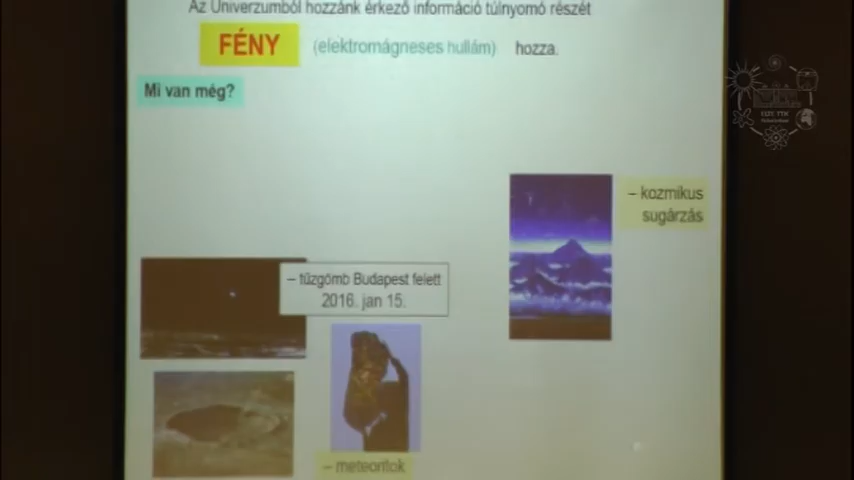 Az Univerzumból hozzánk érkező információ túlnyomó részét
FÉNY (elektromágneses hullám) hozza.
Mi van még?
– kozmikus
sugárzás
– tűzgömb Budapest felett
2016. jan 15.
– meteoritok